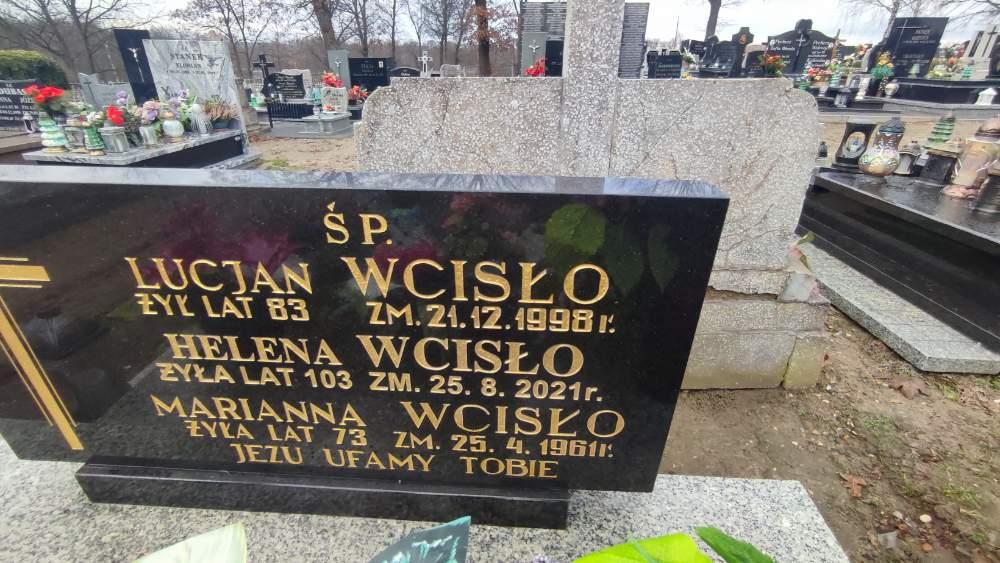 Ś P.
LUCJAN WCISŁO
ŻYŁ LAT 83 ZM. 21.12.1998 r.
HELENA WCISŁO
ŻYŁA LAT 103 ZM. 25.8.2021 r.
MARIANNA WCISŁO
ŻYŁA LAT 73 ZM. 25.4.1961 r.
JEZU UFAMY TOBIE
STANEK